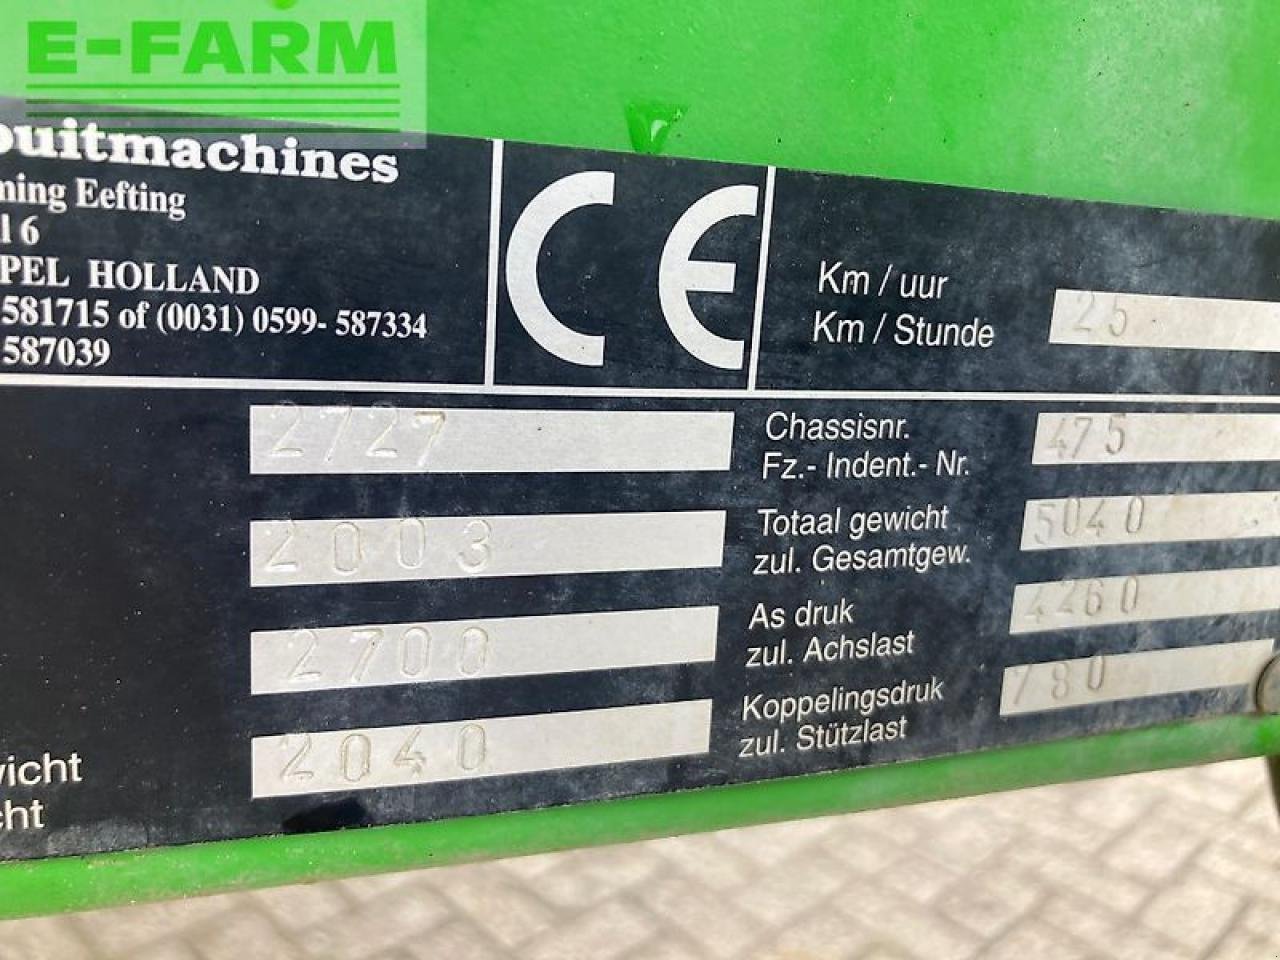 E-FARM
ouitmachines
ning Eefting
l 6
PEL HOLLAND
581715 of (0031) 0599- 587334
587039
CE
Km / uur
Km / Stunde
25
2727
Chassisnr.
Fz.- Indent.- Nr.
475
2003
Totaal gewicht
zul. Gesamtgew.
5040
2700
As druk
zul. Achslast
4260
2040
Koppelingsdruk
zul. Stützlast
780
wicht
cht